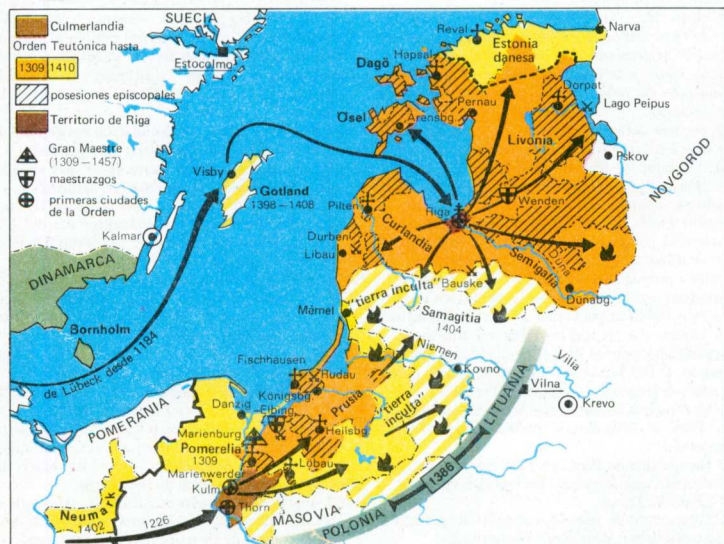 Culmerlandia
Orden Teutónica hasta
1309 1410
posesiones episcopales
Territorio de Riga
Gran Maestre
(1309 – 1457)
maestrazgos
primeras ciudades
de la Orden
SUECIA
Estocolmo
Reval
Narva
Estonia
danesa
Hapsal
Dagö
Dorpat
Lago Peipus
Pernau
Ösel
Arensbg.
Livonia
Pskov
NOVGOROD
Visby
Gotland
1398 – 1408
Wenden
Pilten
Riga
Kalmar
Curlandia
Durben
Libau
Semigalia
Duna
DINAMARCA
"tierra inculta"
Bauske
Dünabg.
Mémel
Samagitia
1404
Bornholm
de Lübeck desde 1184
Niemen
Fischhausen
Rudau
Kovno
Vilia
Vilna
Königsbg.
Krevo
POMERANIA
Danzig
Elbing
Prusia
"tierra
inculta"
LITUANIA
Marienburg
Heilsbg.
Pomerelia
1309
Marienwerder
Löbau
Kulm
1386
Neumark
1402
1226
Thorn
MASOVIA
POLONIA